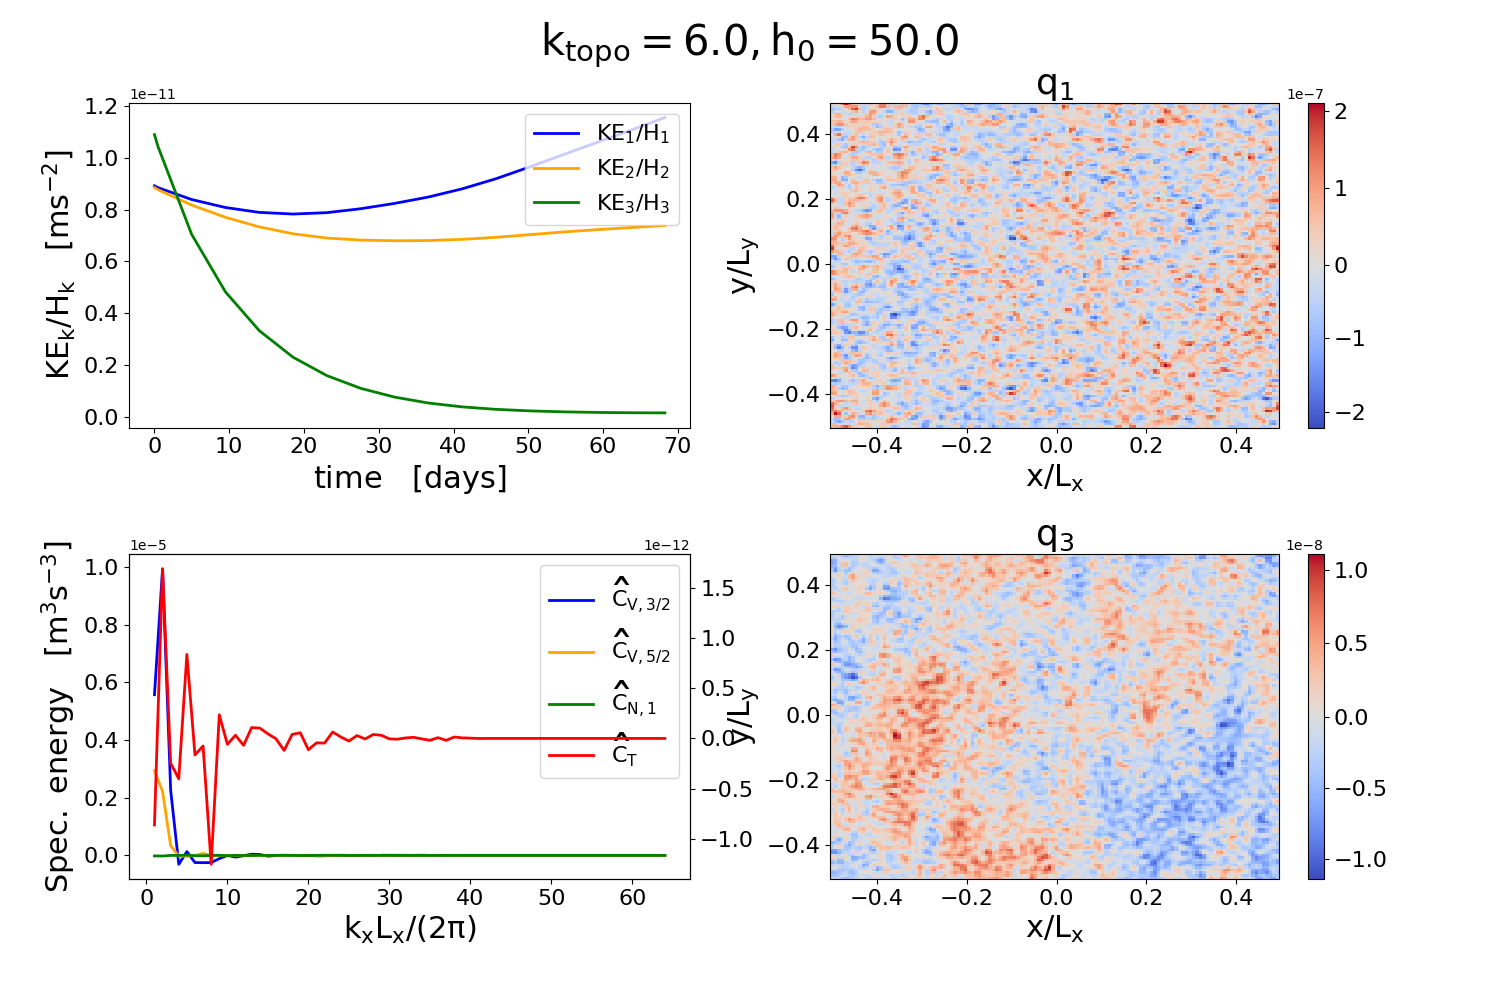 k_topo = 6.0, h_0 = 50.0
1e−11
KE_k/H_k [ms^−2]
1.2
1.0
0.8
0.6
0.4
0.2
0.0
KE_1/H_1
KE_2/H_2
KE_3/H_3
0 10 20 30 40 50 60 70
time [days]
q_1
1e−7
y/L_y
0.4
0.2
0.0
−0.2
−0.4
−0.4 −0.2 0.0 0.2 0.4
x/L_x
2
1
0
−1
−2
1e−5
1e−12
Spec. energy [m^3s^−3]
1.0
0.8
0.6
0.4
0.2
0.0
Ĉ_V,3/2
Ĉ_V,5/2
Ĉ_N,1
Ĉ_T
1.5
1.0
0.5
0.0
−0.5
−1.0
0 10 20 30 40 50 60
k_xL_x/(2π)
q_3
1e−8
y/L_y
0.4
0.2
0.0
−0.2
−0.4
−0.4 −0.2 0.0 0.2 0.4
x/L_x
1.0
0.5
0.0
−0.5
−1.0